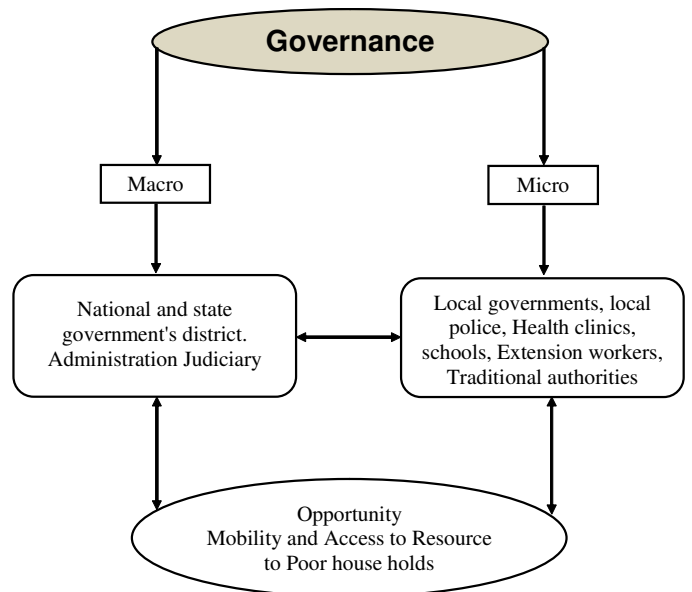 Governance
Macro
Micro
National and state
government's district.
Administration Judiciary
Local governments, local
police, Health clinics,
schools, Extension workers,
Traditional authorities
Opportunity
Mobility and Access to Resource
to Poor house holds